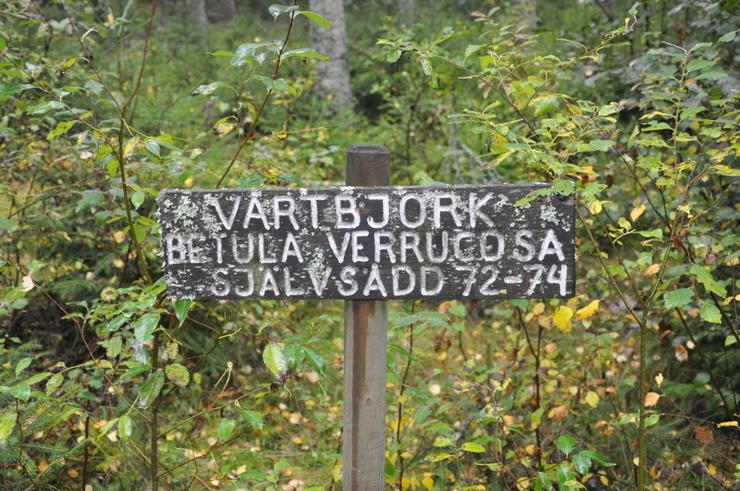 VÅRTBJÖRK
BETULA VERRUCOSA
SJÄLVSÅDD 72-74